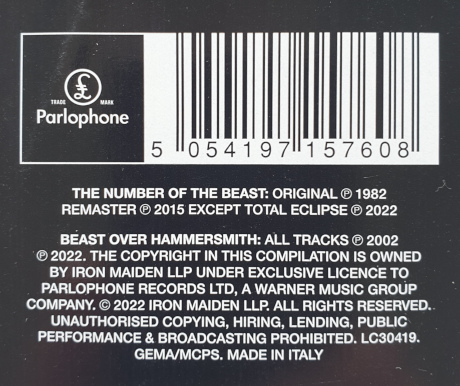 £
TRADE MARK
Parlophone
5 054197 157608
THE NUMBER OF THE BEAST: ORIGINAL ℗ 1982
REMASTER ℗ 2015 EXCEPT TOTAL ECLIPSE ℗ 2022
BEAST OVER HAMMERSMITH: ALL TRACKS ℗ 2002
℗ 2022. THE COPYRIGHT IN THIS COMPILATION IS OWNED
BY IRON MAIDEN LLP UNDER EXCLUSIVE LICENCE TO
PARLOPHONE RECORDS LTD, A WARNER MUSIC GROUP
COMPANY. © 2022 IRON MAIDEN LLP. ALL RIGHTS RESERVED.
UNAUTHORISED COPYING, HIRING, LENDING, PUBLIC
PERFORMANCE & BROADCASTING PROHIBITED. LC30419.
GEMA/MCPS. MADE IN ITALY